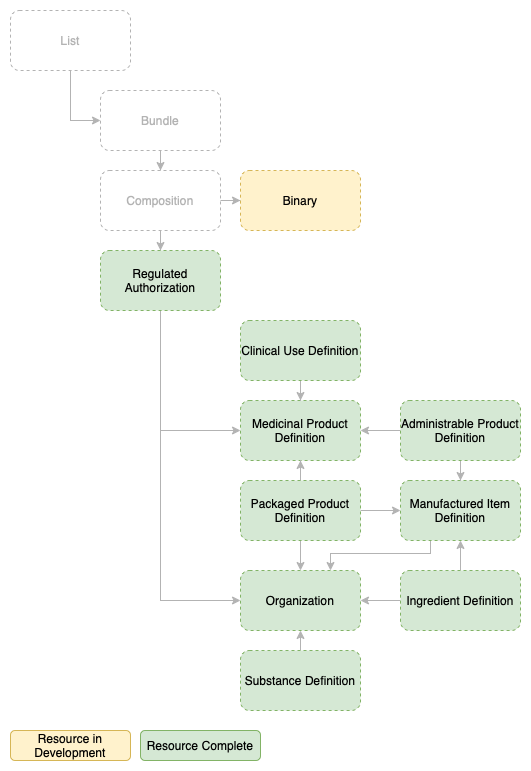 List
Bundle
Composition
Binary
Regulated
Authorization
Clinical Use Definition
Medicinal Product
Definition
Administrable Product
Definition
Packaged Product
Definition
Manufactured Item
Definition
Organization
Ingredient Definition
Substance Definition
Resource in
Development
Resource Complete